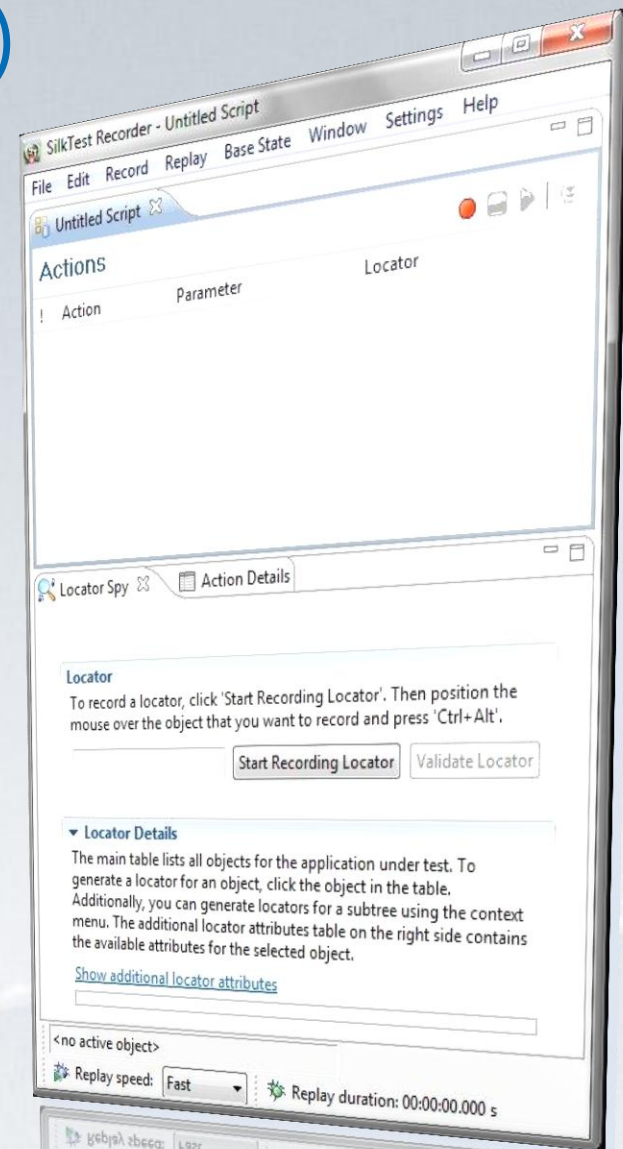 SilkTest Recorder - Untitled Script
File Edit Record Replay Base State Window Settings Help
Untitled Script
Actions
! Action Parameter Locator
Locator Spy Action Details
Locator
To record a locator, click 'Start Recording Locator'. Then position the
mouse over the object that you want to record and press 'Ctrl+Alt'.
Start Recording Locator Validate Locator
Locator Details
The main table lists all objects for the application under test. To
generate a locator for an object, click the object in the table.
Additionally, you can generate locators for a subtree using the context
menu. The additional locator attributes table on the right side contains
the available attributes for the selected object.
Show additional locator attributes
<no active object>
Replay speed: Fast Replay duration: 00:00:00.000 s